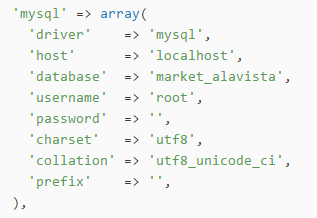 'mysql' => array(
  'driver'    => 'mysql',
  'host'      => 'localhost',
  'database'  => 'market_alavista',
  'username'  => 'root',
  'password'  => '',
  'charset'   => 'utf8',
  'collation' => 'utf8_unicode_ci',
  'prefix'    => '',
),